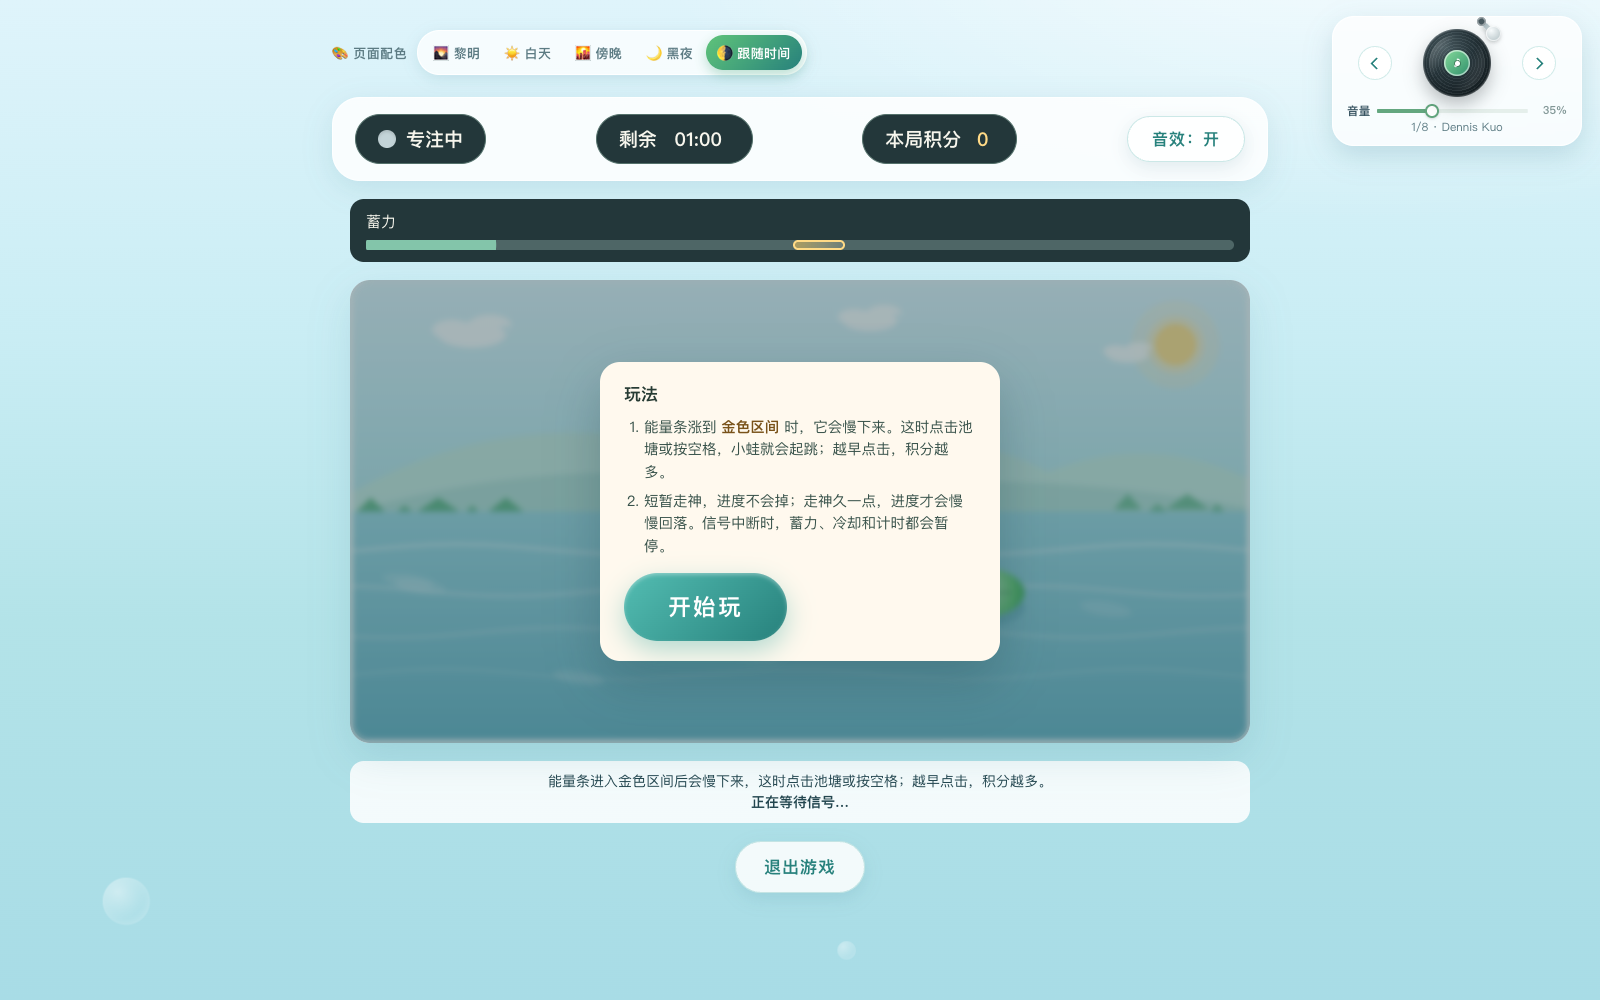 🎨 页面配色 🌄 黎明 ☀️ 白天 🌇 傍晚 🌙 黑夜 🌗 跟随时间
音量 35%
1/8 · Dennis Kuo
专注中 剩余 01:00 本局积分 0 音效：开
蓄力
玩法
1. 能量条涨到 金色区间 时，它会慢下来。这时点击池
塘或按空格，小蛙就会起跳；越早点击，积分越
多。
2. 短暂走神，进度不会掉；走神久一点，进度才会慢
慢回落。信号中断时，蓄力、冷却和计时都会暂
停。
开始玩
能量条进入金色区间后会慢下来，这时点击池塘或按空格；越早点击，积分越多。
正在等待信号…
退出游戏